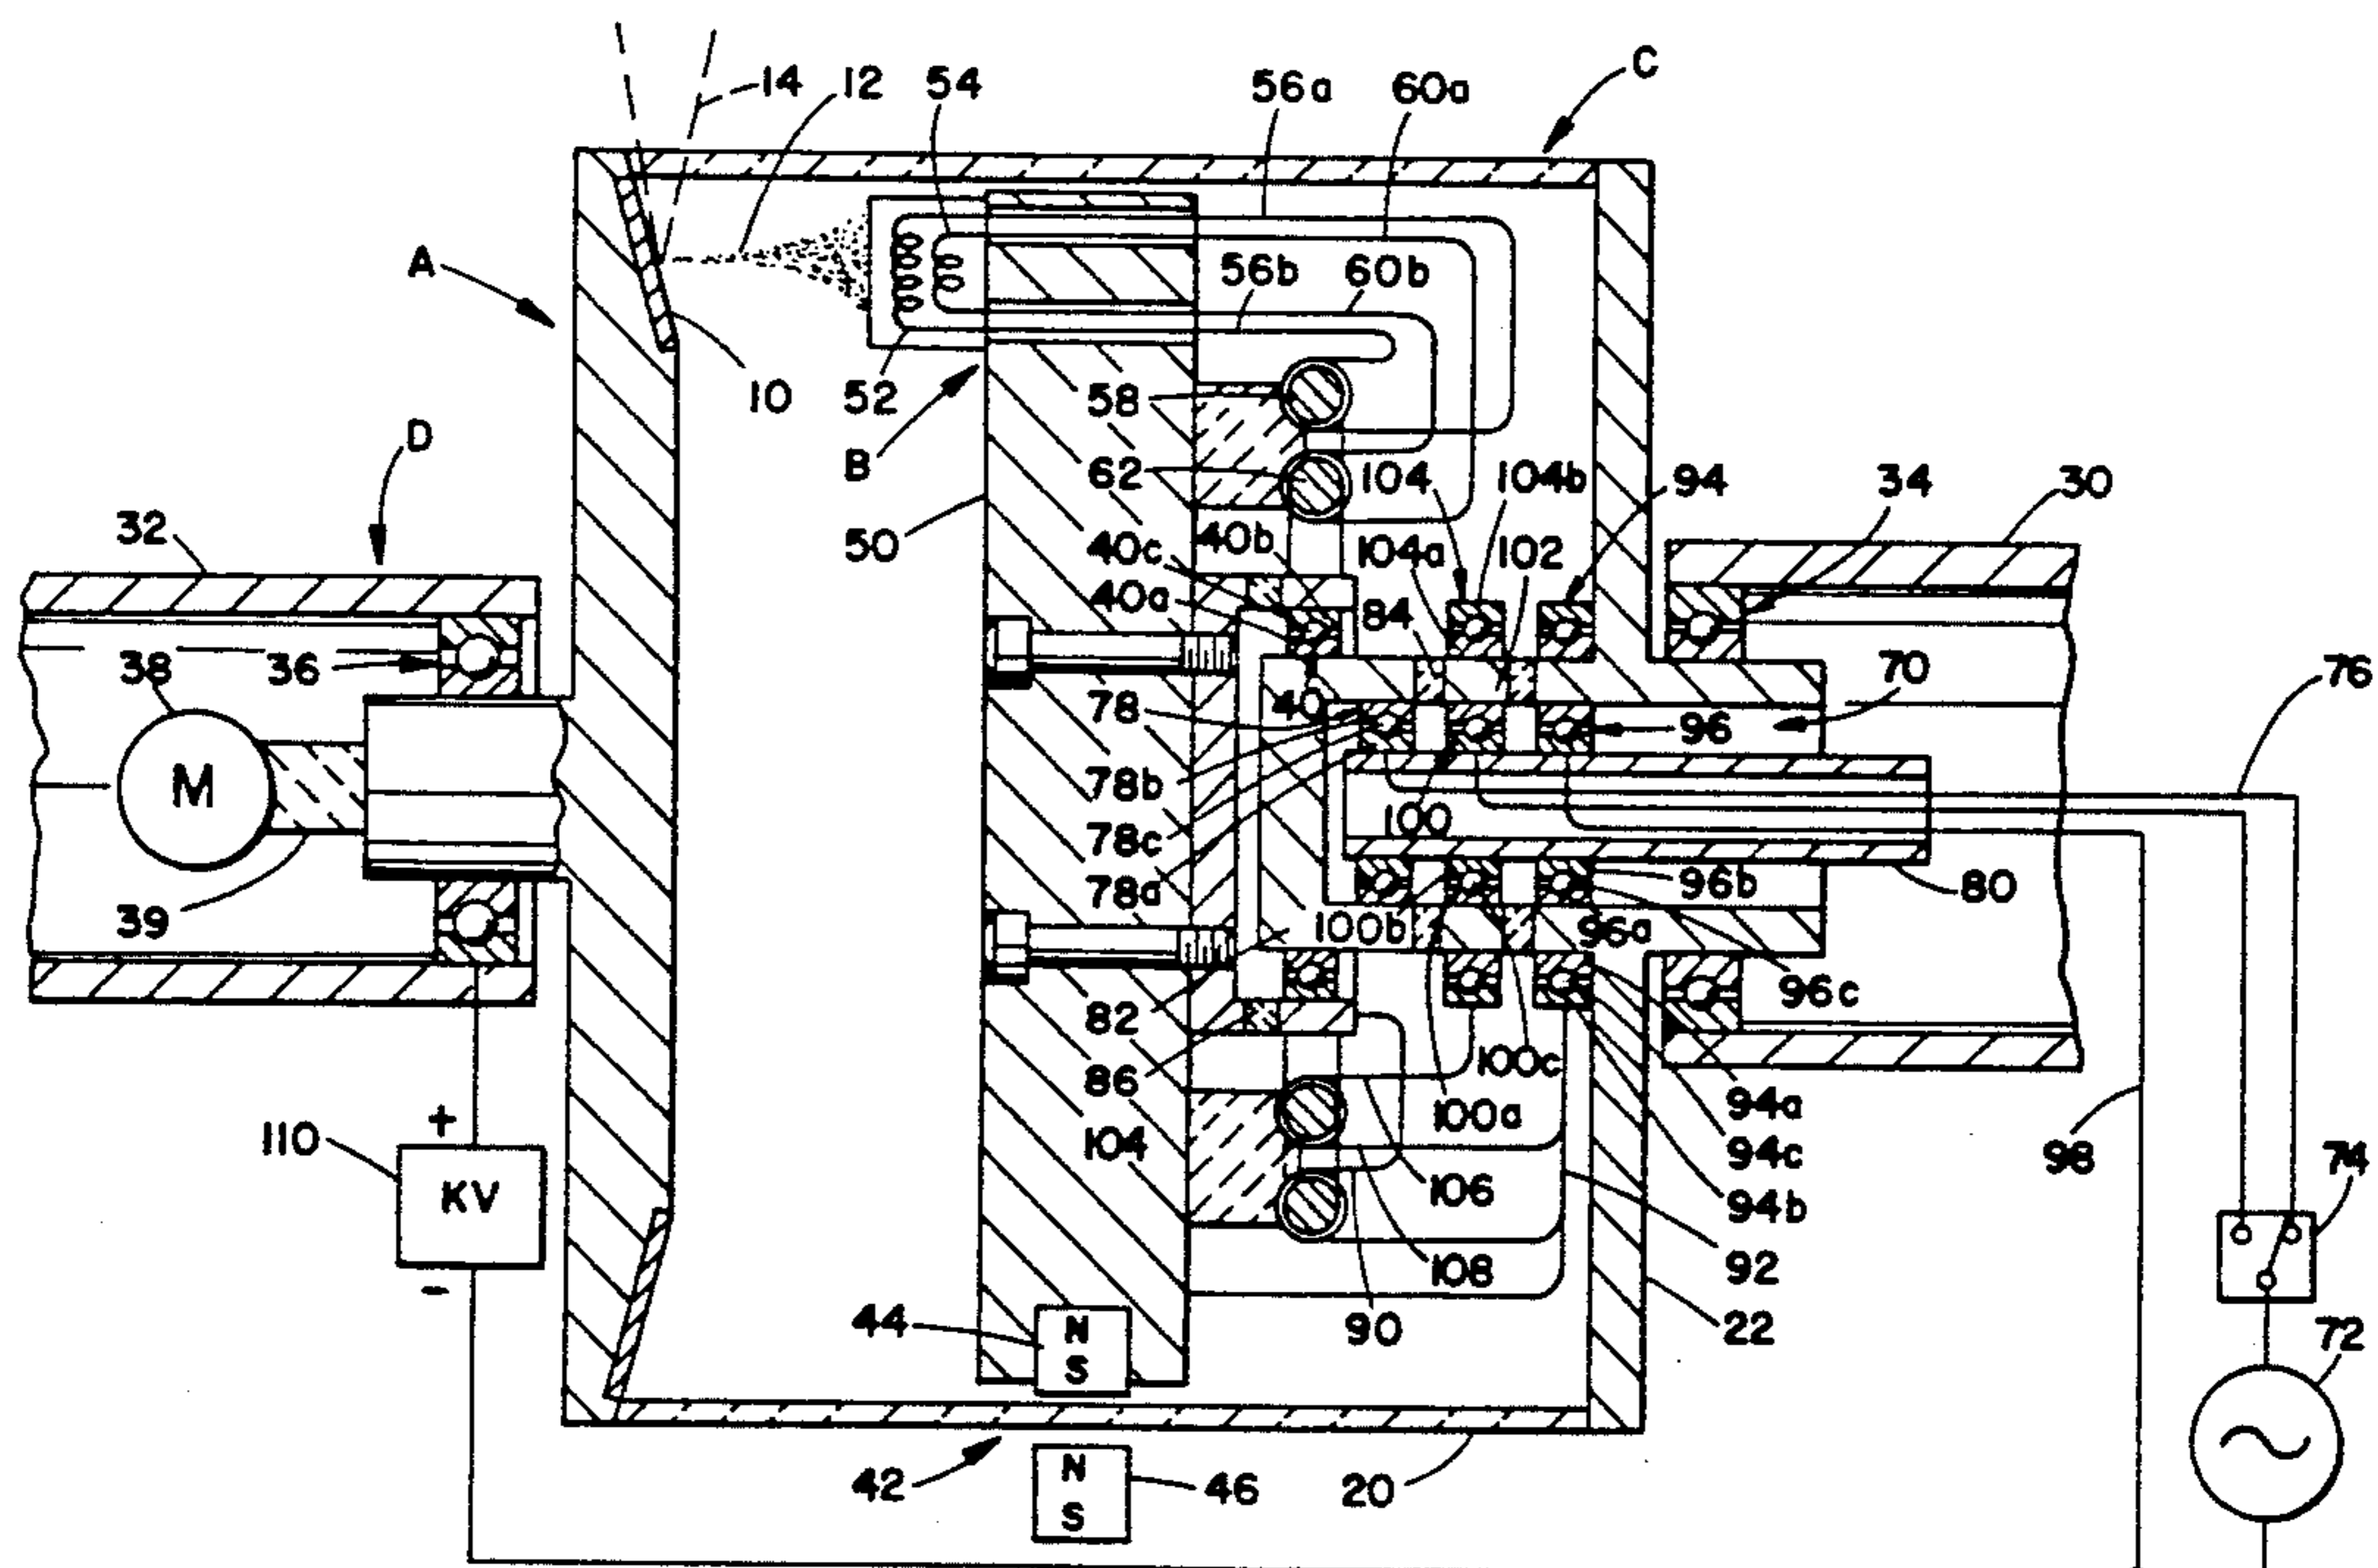 14 12 54 56a 60a C
A 56b 60b
10 52 58
D B
62 104 104b 94 34 30
32 50 40c 40b 104a 102
40a 84
38 36 78 40 96 70 76
M 78b
78c 100
78a 96b 80
39 100b 96a
82 96c
86 100c
100a 94a
+ 104 94c 98 74
110 KV 106 94b
- 108 92
44 N 90 22 72
S
42 N 46 20
S